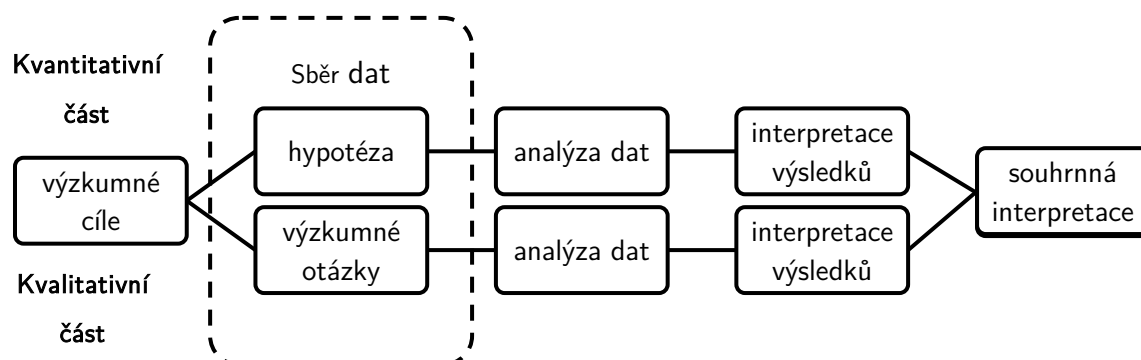 Kvantitativní
část
Sběr dat
hypotéza
analýza dat
interpretace
výsledků
výzkumné
cíle
souhrnná
interpretace
výzkumné
otázky
analýza dat
interpretace
výsledků
Kvalitativní
část